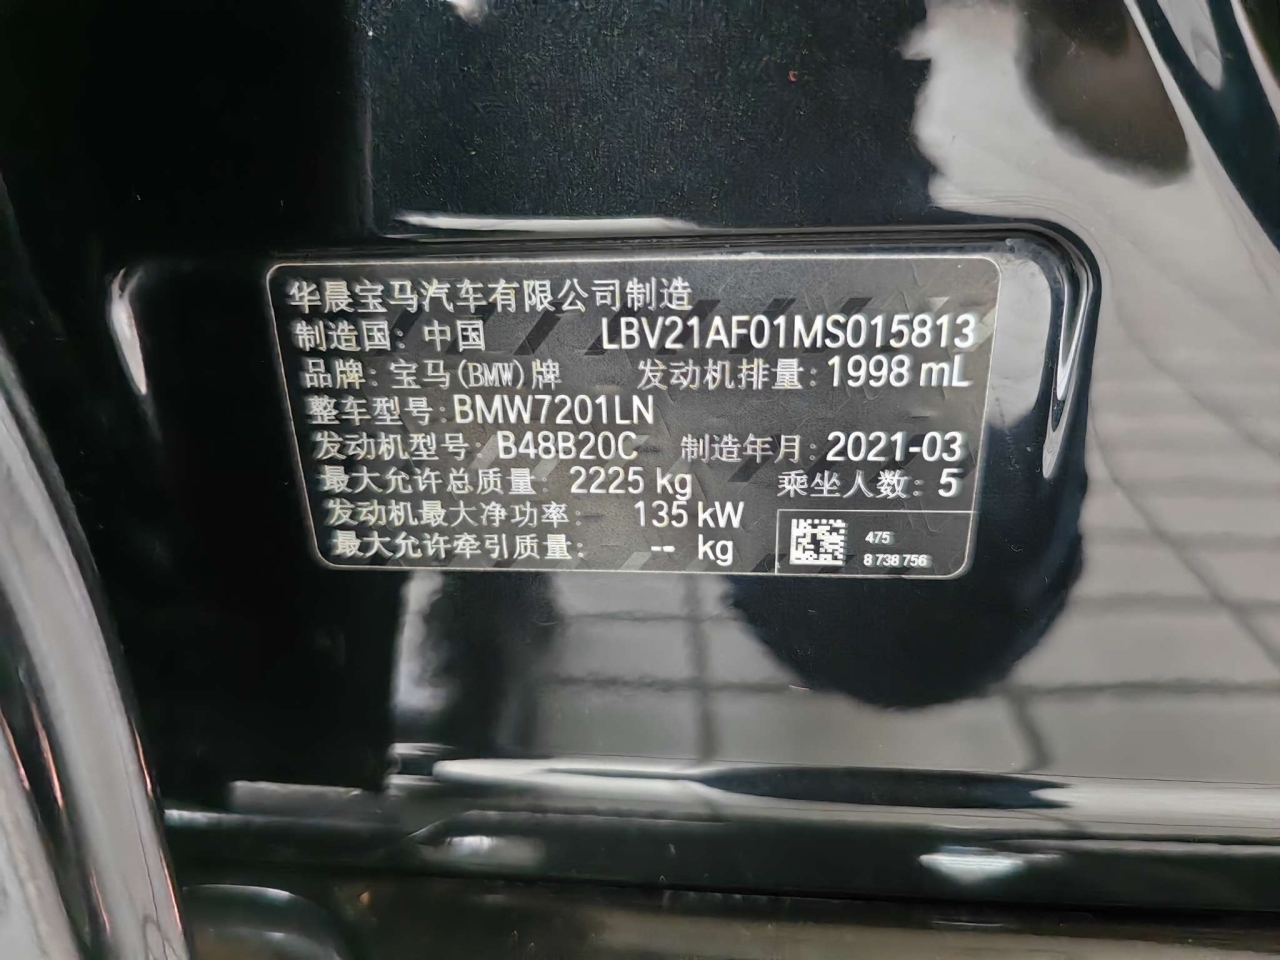 华晨宝马汽车有限公司制造
制造国: 中国 LBV21AF01MS015813
品牌: 宝马(BMW)牌 发动机排量: 1998 mL
整车型号: BMW7201LN
发动机型号: B48B20C 制造年月: 2021-03
最大允许总质量: 2225 kg 乘坐人数: 5
发动机最大净功率: 135 kW
最大允许牵引质量: -- kg
475
8 738 756